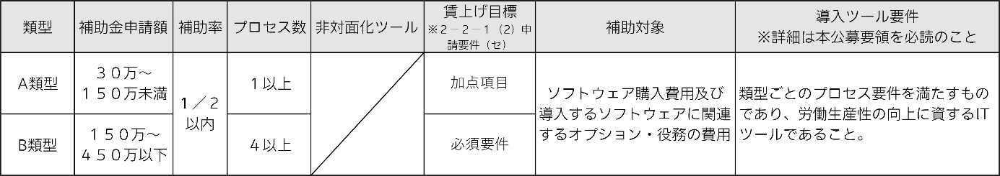 類型
補助金申請額
補助率
プロセス数
非対面化ツール
賃上げ目標
※２－２－１（２）申
請要件（セ）
補助対象
導入ツール要件
※詳細は本公募要領を必読のこと
A類型
３０万～
１５０万未満
１／２
以内
１以上
加点項目
ソフトウェア購入費用及び
導入するソフトウェアに関連
するオプション・役務の費用
類型ごとのプロセス要件を満たすもの
であり、労働生産性の向上に資するIT
ツールであること。
B類型
１５０万～
４５０万以下
４以上
必須要件